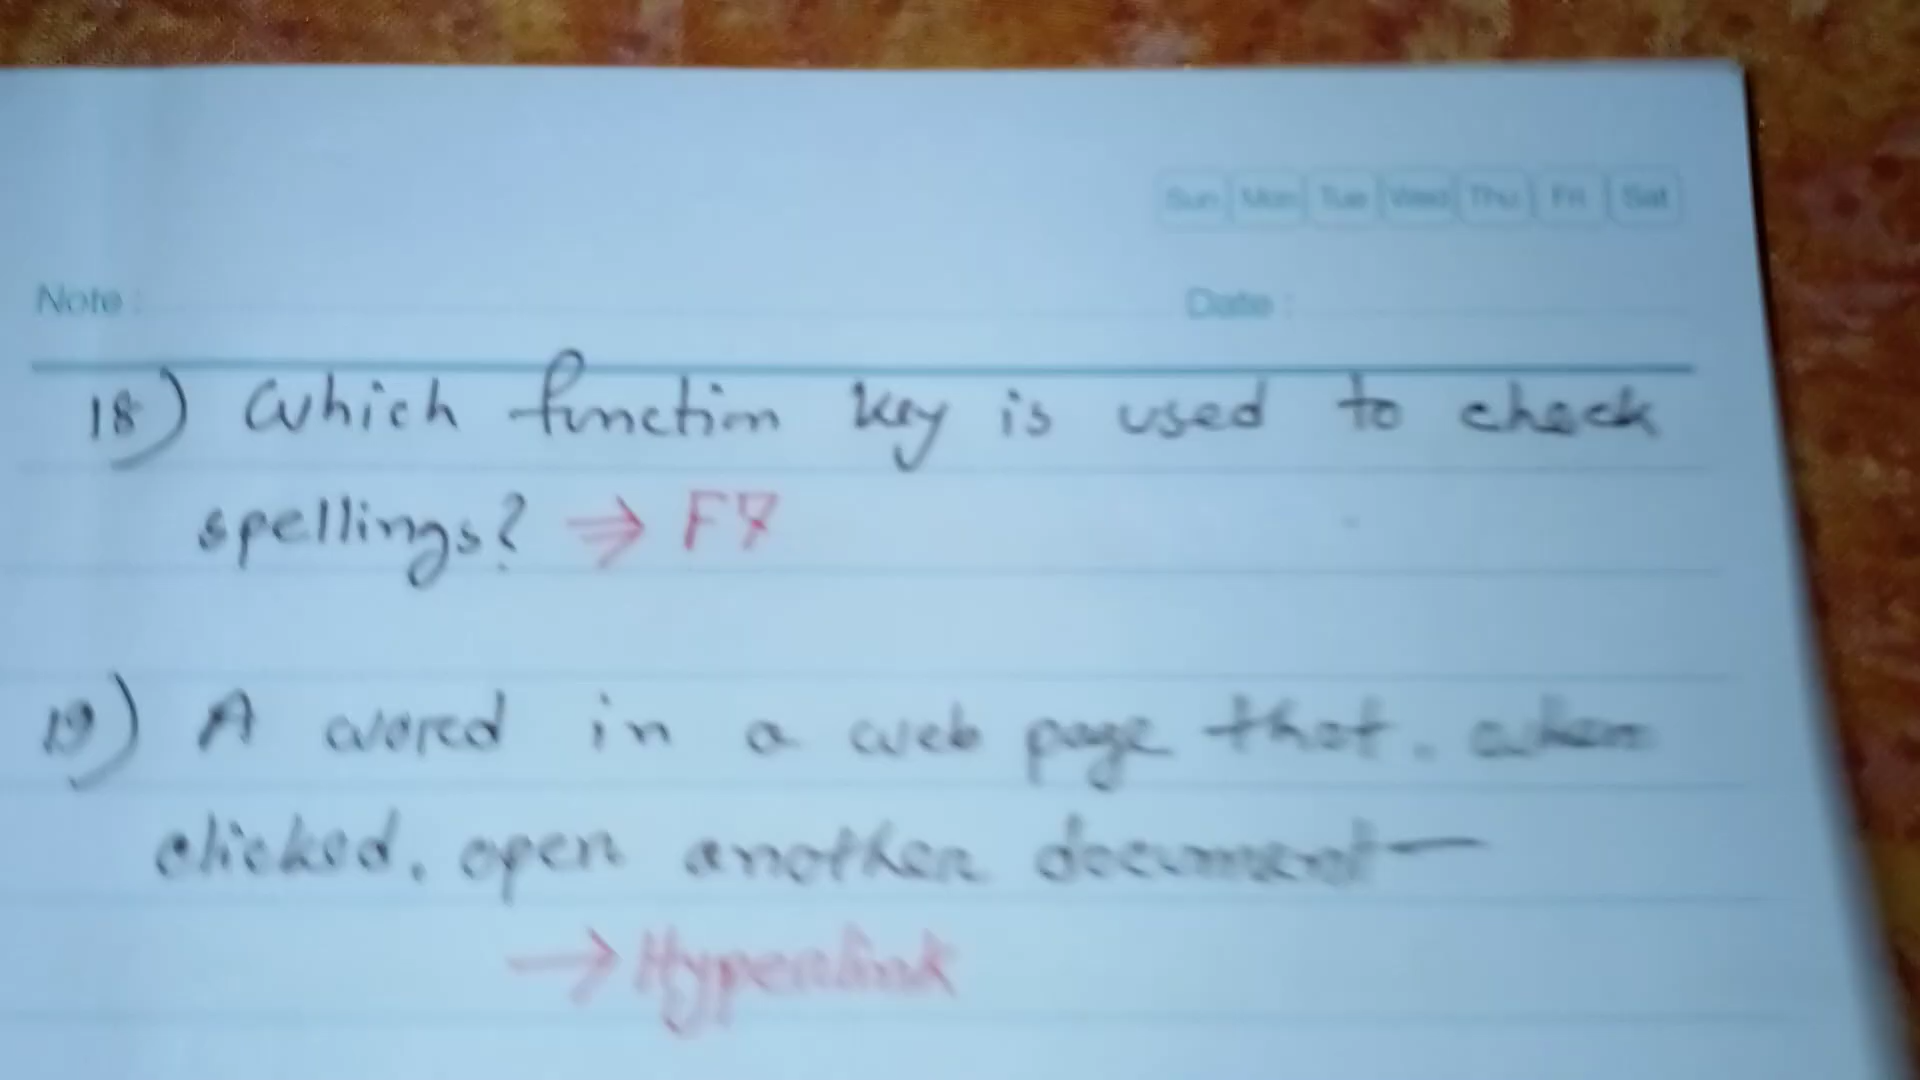 Sun Mon Tue Wed Thu Fri Sat
Note : Date :
18) Which function key is used to check
spellings? ⇒ F7
19) A word in a web page that. when
clicked, open another document—
→ Hyperlink